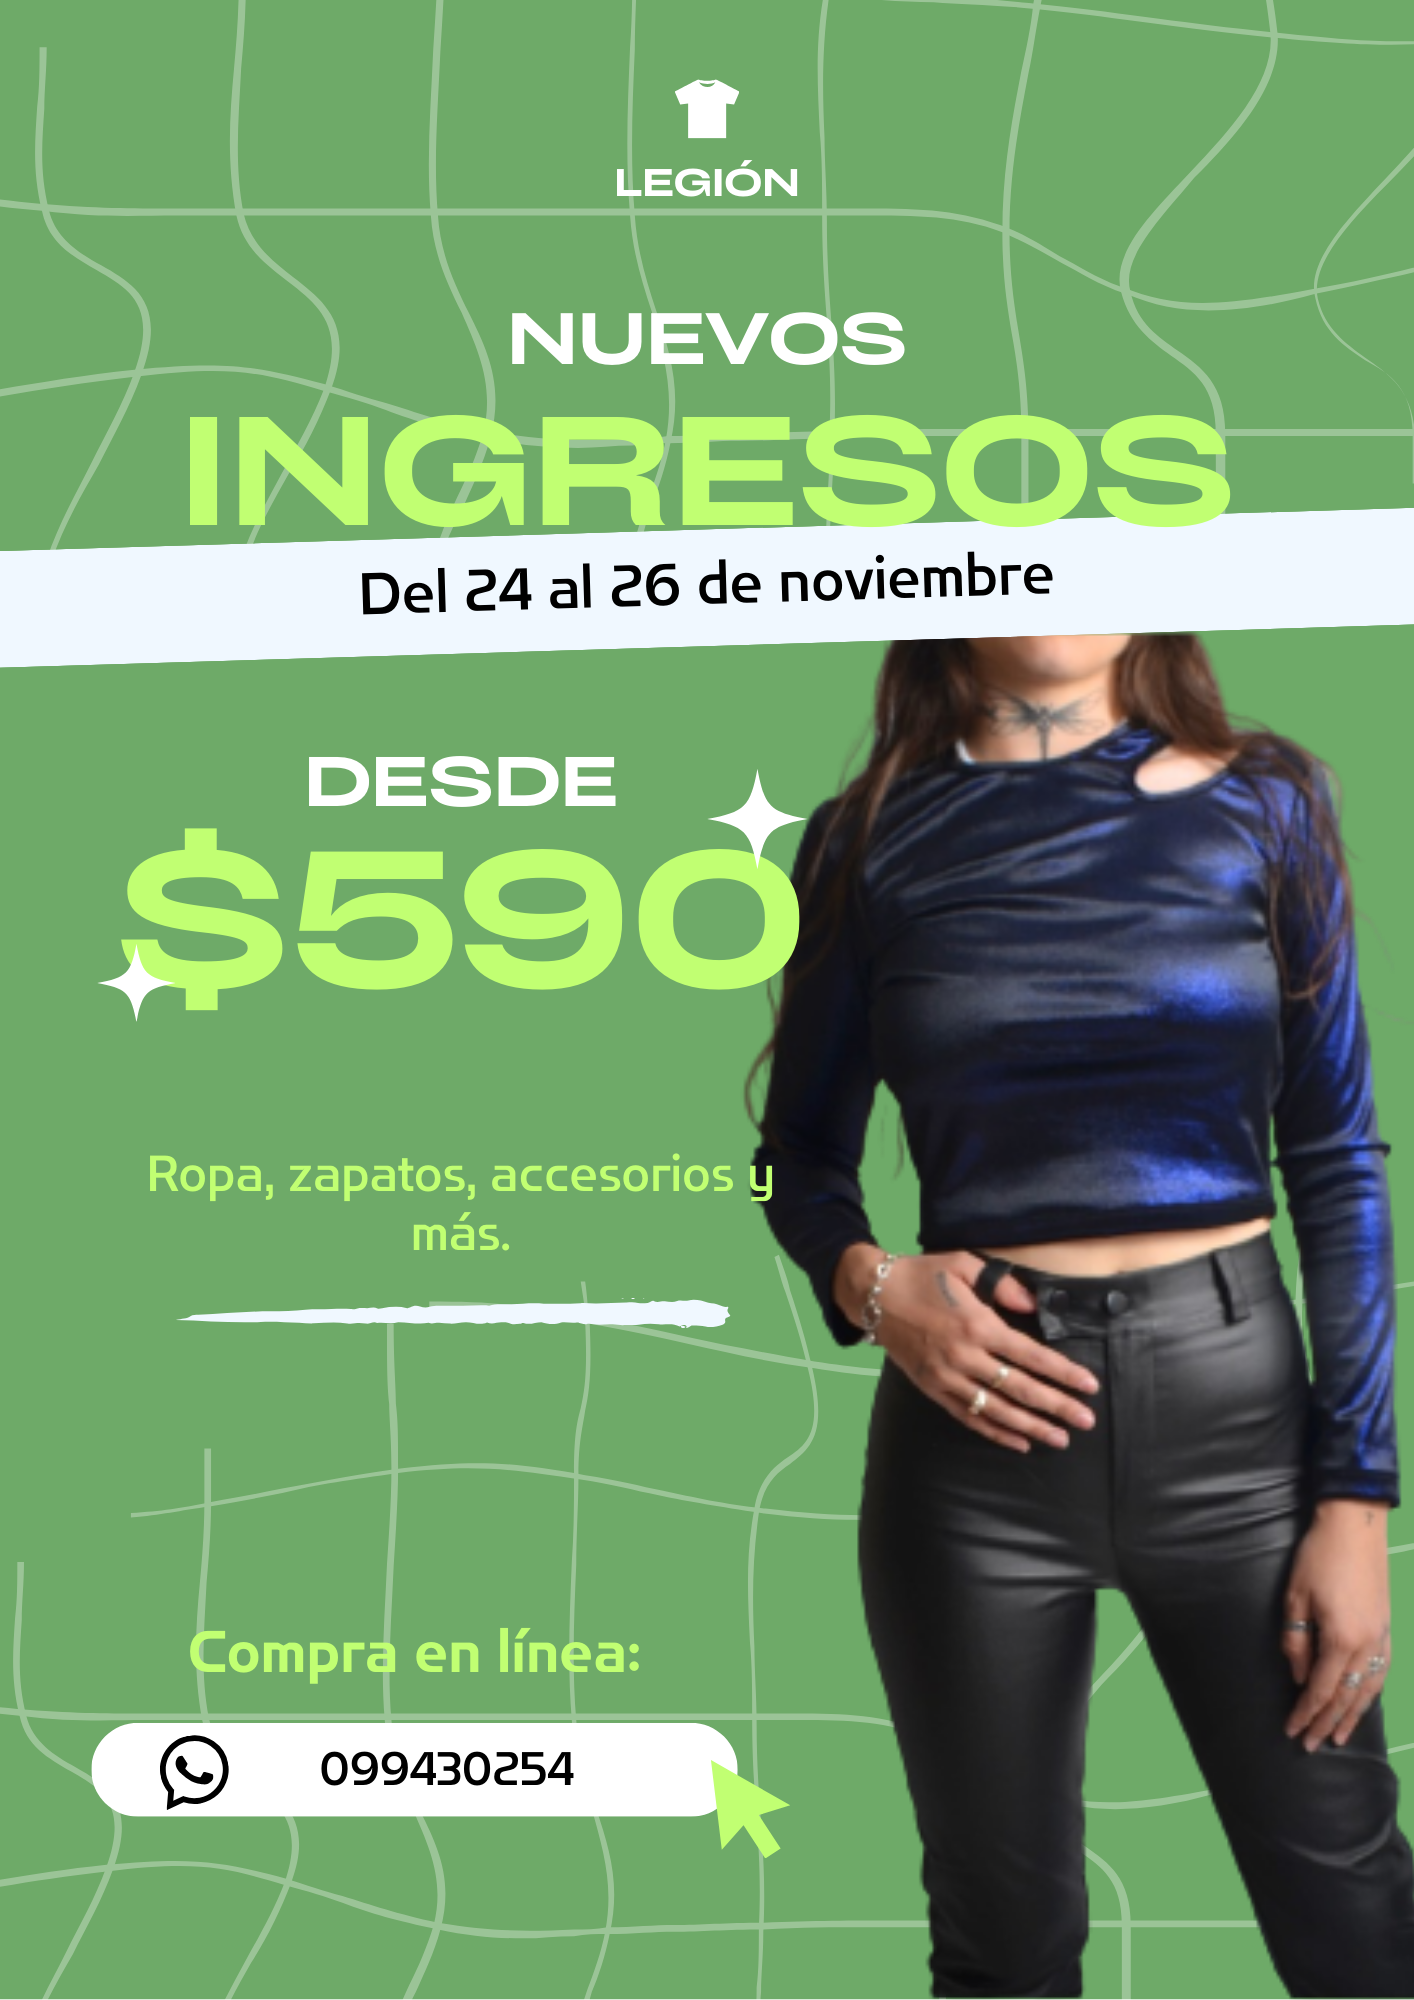 LEGIÓN
NUEVOS
INGRESOS
Del 24 al 26 de noviembre
DESDE
$590
Ropa, zapatos, accesorios y
más.
Compra en línea:
099430254